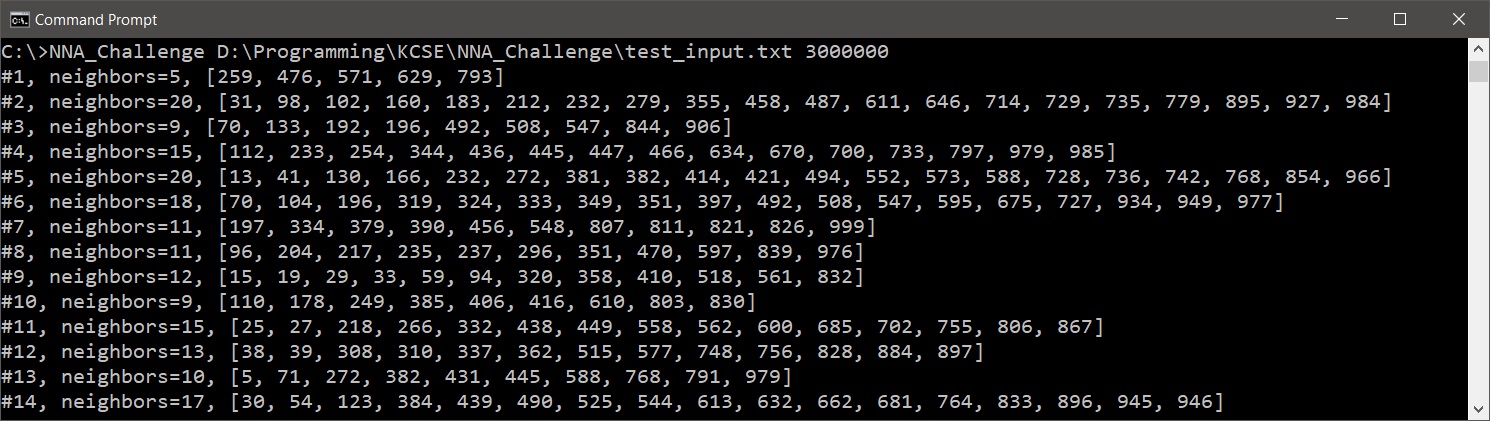 Command Prompt
C:\>NNA_Challenge D:\Programming\KCSE\NNA_Challenge\test_input.txt 3000000
#1, neighbors=5, [259, 476, 571, 629, 793]
#2, neighbors=20, [31, 98, 102, 160, 183, 212, 232, 279, 355, 458, 487, 611, 646, 714, 729, 735, 779, 895, 927, 984]
#3, neighbors=9, [70, 133, 192, 196, 492, 508, 547, 844, 906]
#4, neighbors=15, [112, 233, 254, 344, 436, 445, 447, 466, 634, 670, 700, 733, 797, 979, 985]
#5, neighbors=20, [13, 41, 130, 166, 232, 272, 381, 382, 414, 421, 494, 552, 573, 588, 728, 736, 742, 768, 854, 966]
#6, neighbors=18, [70, 104, 196, 319, 324, 333, 349, 351, 397, 492, 508, 547, 595, 675, 727, 934, 949, 977]
#7, neighbors=11, [197, 334, 379, 390, 456, 548, 807, 811, 821, 826, 999]
#8, neighbors=11, [96, 204, 217, 235, 237, 296, 351, 470, 597, 839, 976]
#9, neighbors=12, [15, 19, 29, 33, 59, 94, 320, 358, 410, 518, 561, 832]
#10, neighbors=9, [110, 178, 249, 385, 406, 416, 610, 803, 830]
#11, neighbors=15, [25, 27, 218, 266, 332, 438, 449, 558, 562, 600, 685, 702, 755, 806, 867]
#12, neighbors=13, [38, 39, 308, 310, 337, 362, 515, 577, 748, 756, 828, 884, 897]
#13, neighbors=10, [5, 71, 272, 382, 431, 445, 588, 768, 791, 979]
#14, neighbors=17, [30, 54, 123, 384, 439, 490, 525, 544, 613, 632, 662, 681, 764, 833, 896, 945, 946]